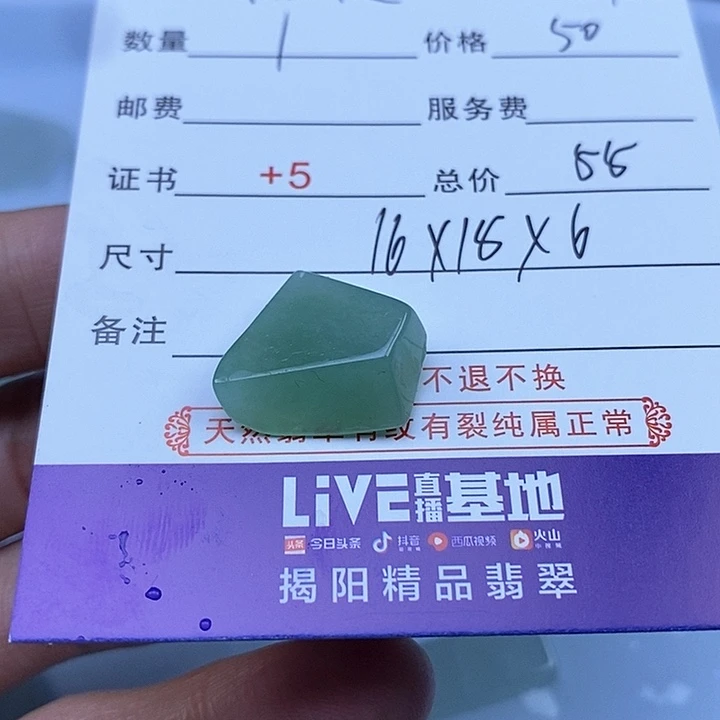 数量 1 价格 50
邮费 服务费
证书 +5 总价 55
尺寸 16X18X6
备注
不退不换
天然翡翠有纹有裂纯属正常
LiVE直播基地
头条 今日头条 抖音 西瓜视频 火山
揭阳精品翡翠